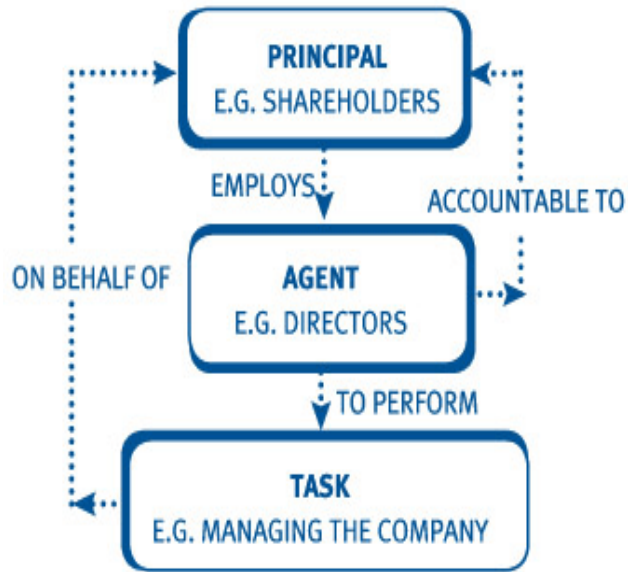 PRINCIPAL
E.G. SHAREHOLDERS
EMPLOYS
ACCOUNTABLE TO
ON BEHALF OF
AGENT
E.G. DIRECTORS
TO PERFORM
TASK
E.G. MANAGING THE COMPANY